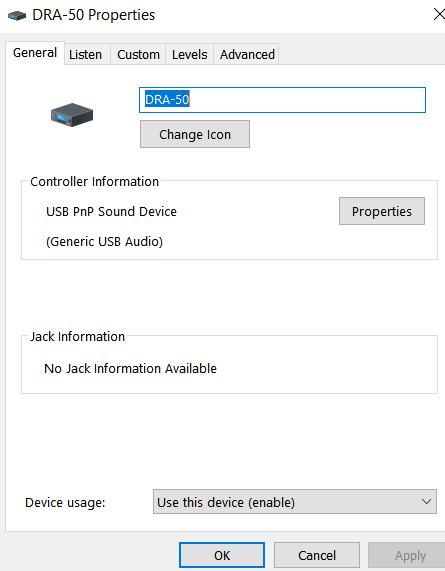 DRA-50 Properties
General
Listen
Custom
Levels
Advanced
DRA-50
Change Icon
Controller Information
USB PnP Sound Device
Properties
(Generic USB Audio)
Jack Information
No Jack Information Available
Device usage:
Use this device (enable)
OK
Cancel
Apply